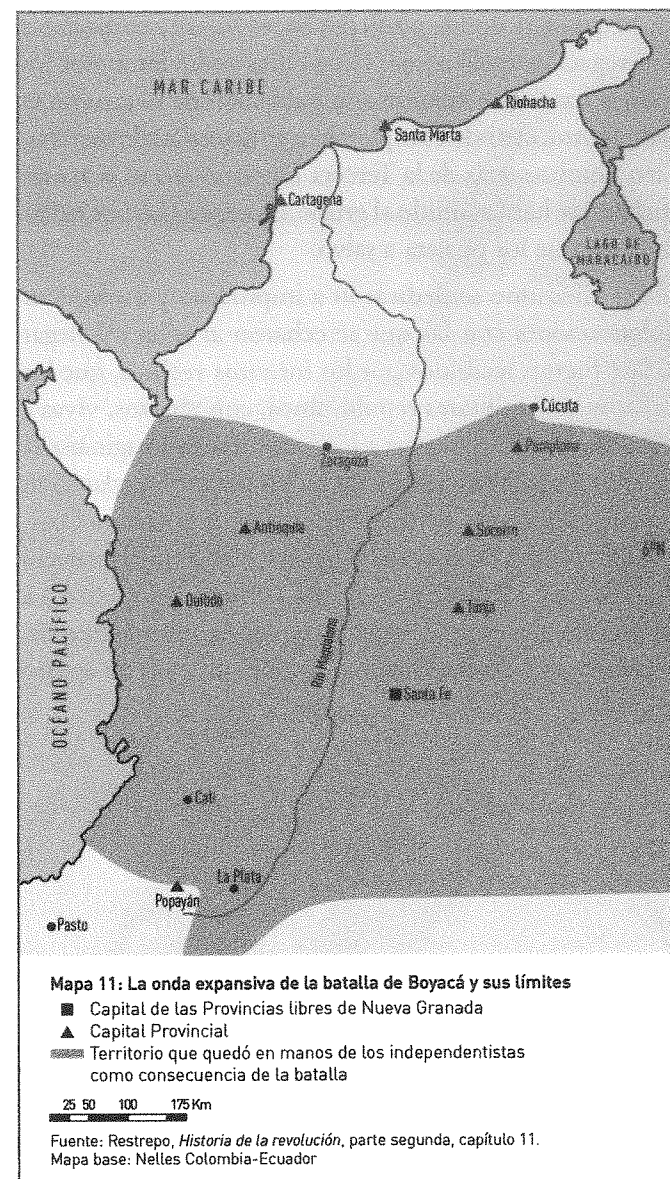 MAR CARIBE
Riohacha
Santa Marta
Cartagena
LAGO DE
MARACAIBO
Cúcuta
Zaragoza
Pamplona
Antioquia
Socorro
6°N
Quibdó
Tunja
OCÉANO PACÍFICO
Río Magdalena
Santa Fe
Cali
La Plata
Popayán
Pasto
Mapa 11: La onda expansiva de la batalla de Boyacá y sus límites
Capital de las Provincias libres de Nueva Granada
Capital Provincial
Territorio que quedó en manos de los independentistas
como consecuencia de la batalla
25 50 100 175 Km
Fuente: Restrepo, Historia de la revolución, parte segunda, capítulo 11.
Mapa base: Nelles Colombia-Ecuador